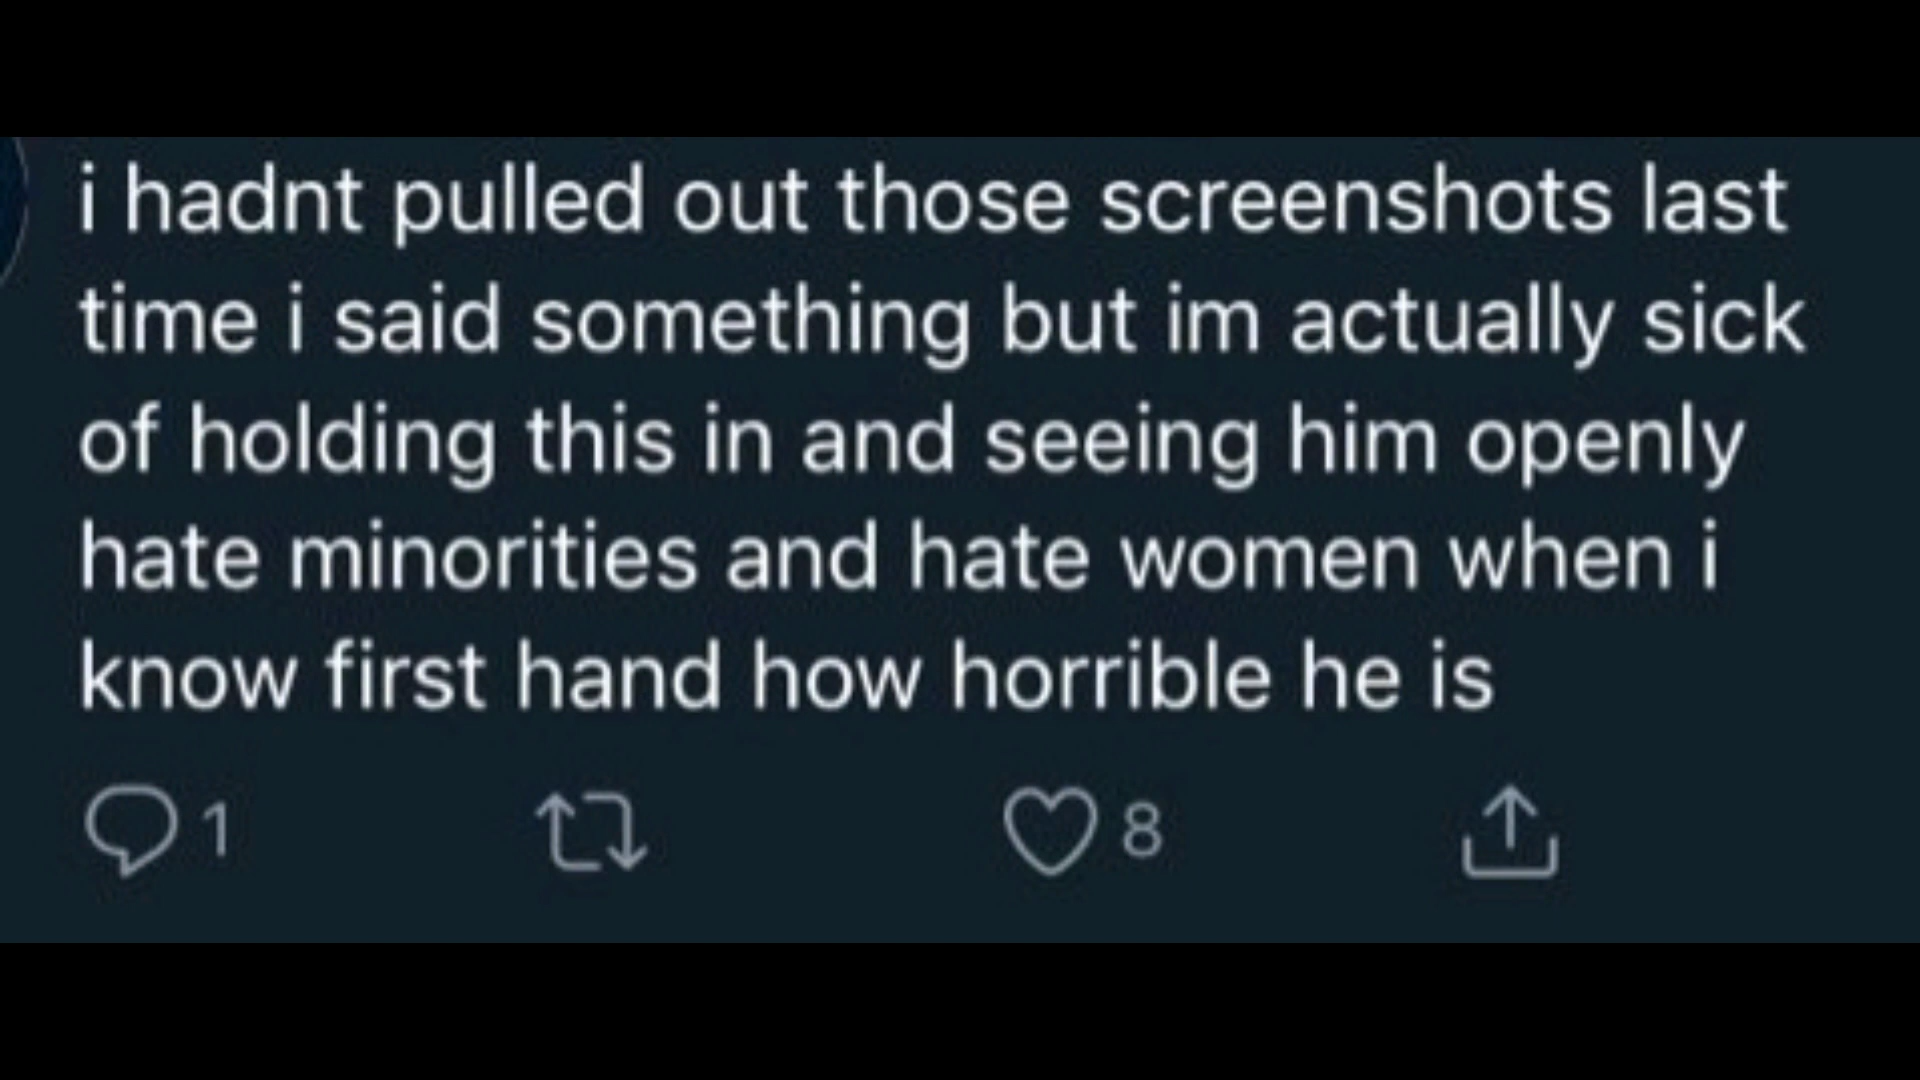 i hadnt pulled out those screenshots last
time i said something but im actually sick
of holding this in and seeing him openly
hate minorities and hate women when i
know first hand how horrible he is
1 8